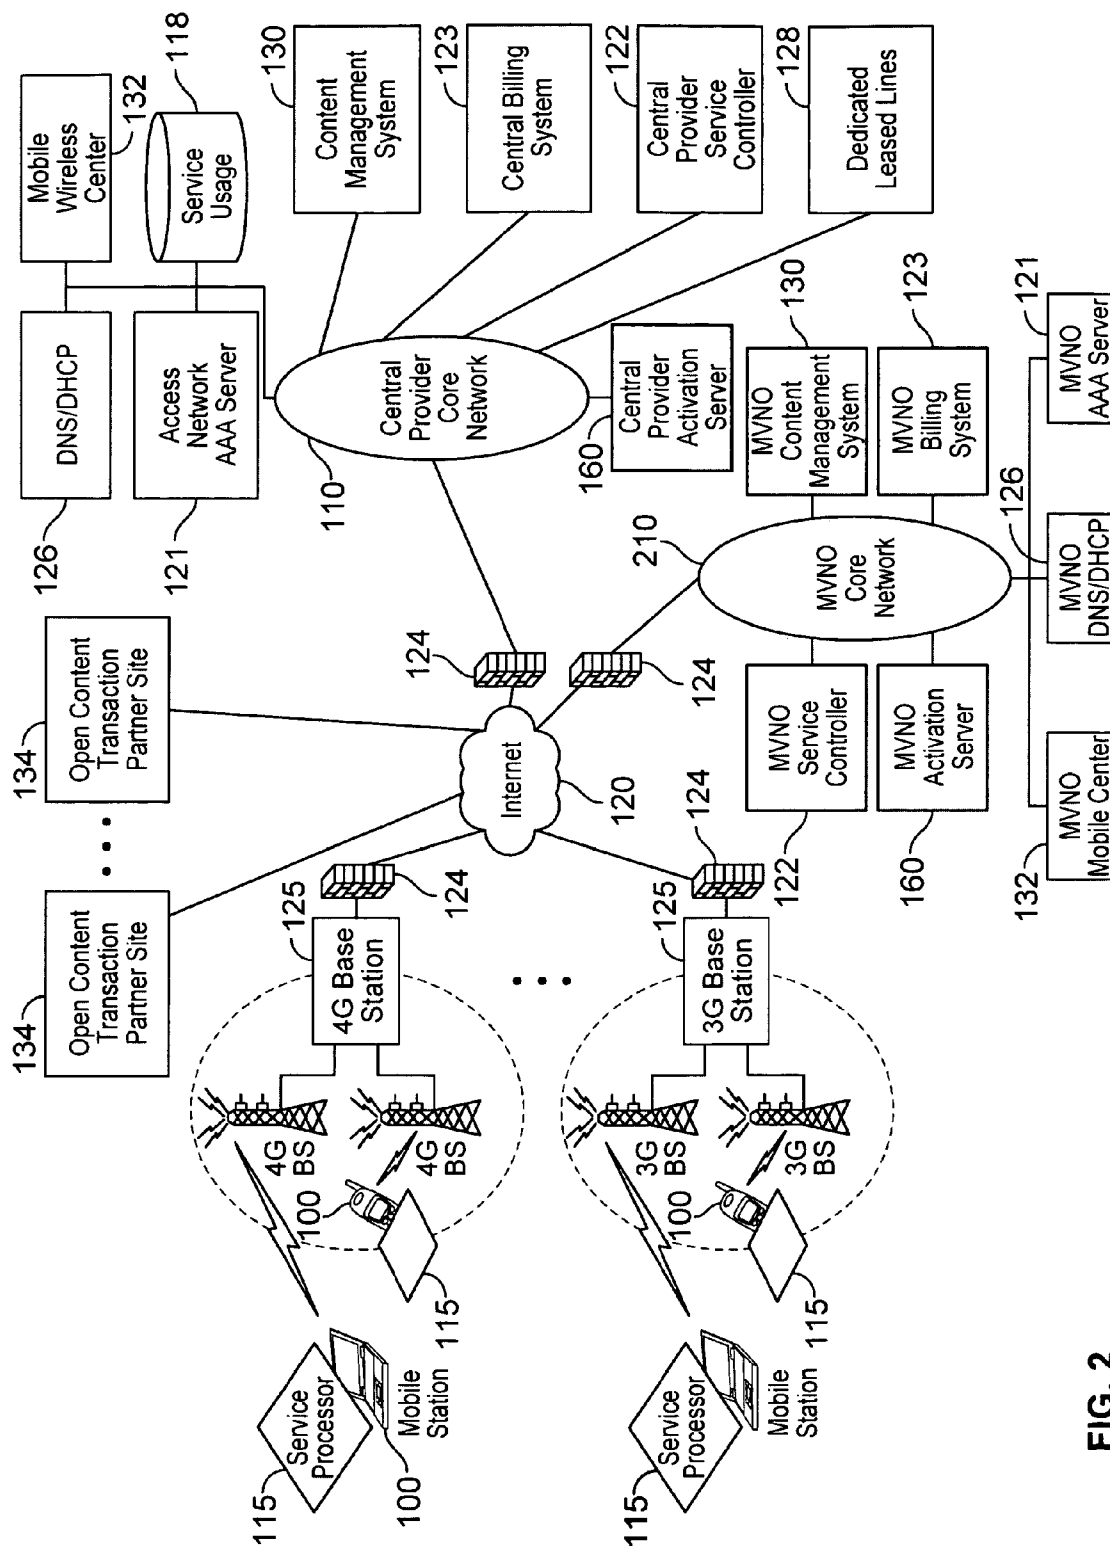 Mobile
Wireless
Center
132
118
Service
Usage
DNS/DHCP
126
Access
Network
AAA Server
121
130
Content
Management
System
123
Central Billing
System
122
Central
Provider
Service
Controller
128
Dedicated
Leased Lines
Central
Provider
Core
Network
110
160
Central
Provider
Activation
Server
134
Open Content
Transaction
Partner Site
134
Open Content
Transaction
Partner Site
124
124
Internet
120
124
124
210
MVNO
Core
Network
130
MVNO
Content
Management
System
123
MVNO
Billing
System
122
MVNO
Service
Controller
160
MVNO
Activation
Server
121
MVNO
AAA Server
126
MVNO
DNS/DHCP
132
MVNO
Mobile Center
125
4G Base
Station
4G
BS
4G
BS
100
115
115
Service
Processor
100
Mobile
Station
125
3G Base
Station
3G
BS
3G
BS
100
115
115
Service
Processor
Mobile
Station
FIG. 2